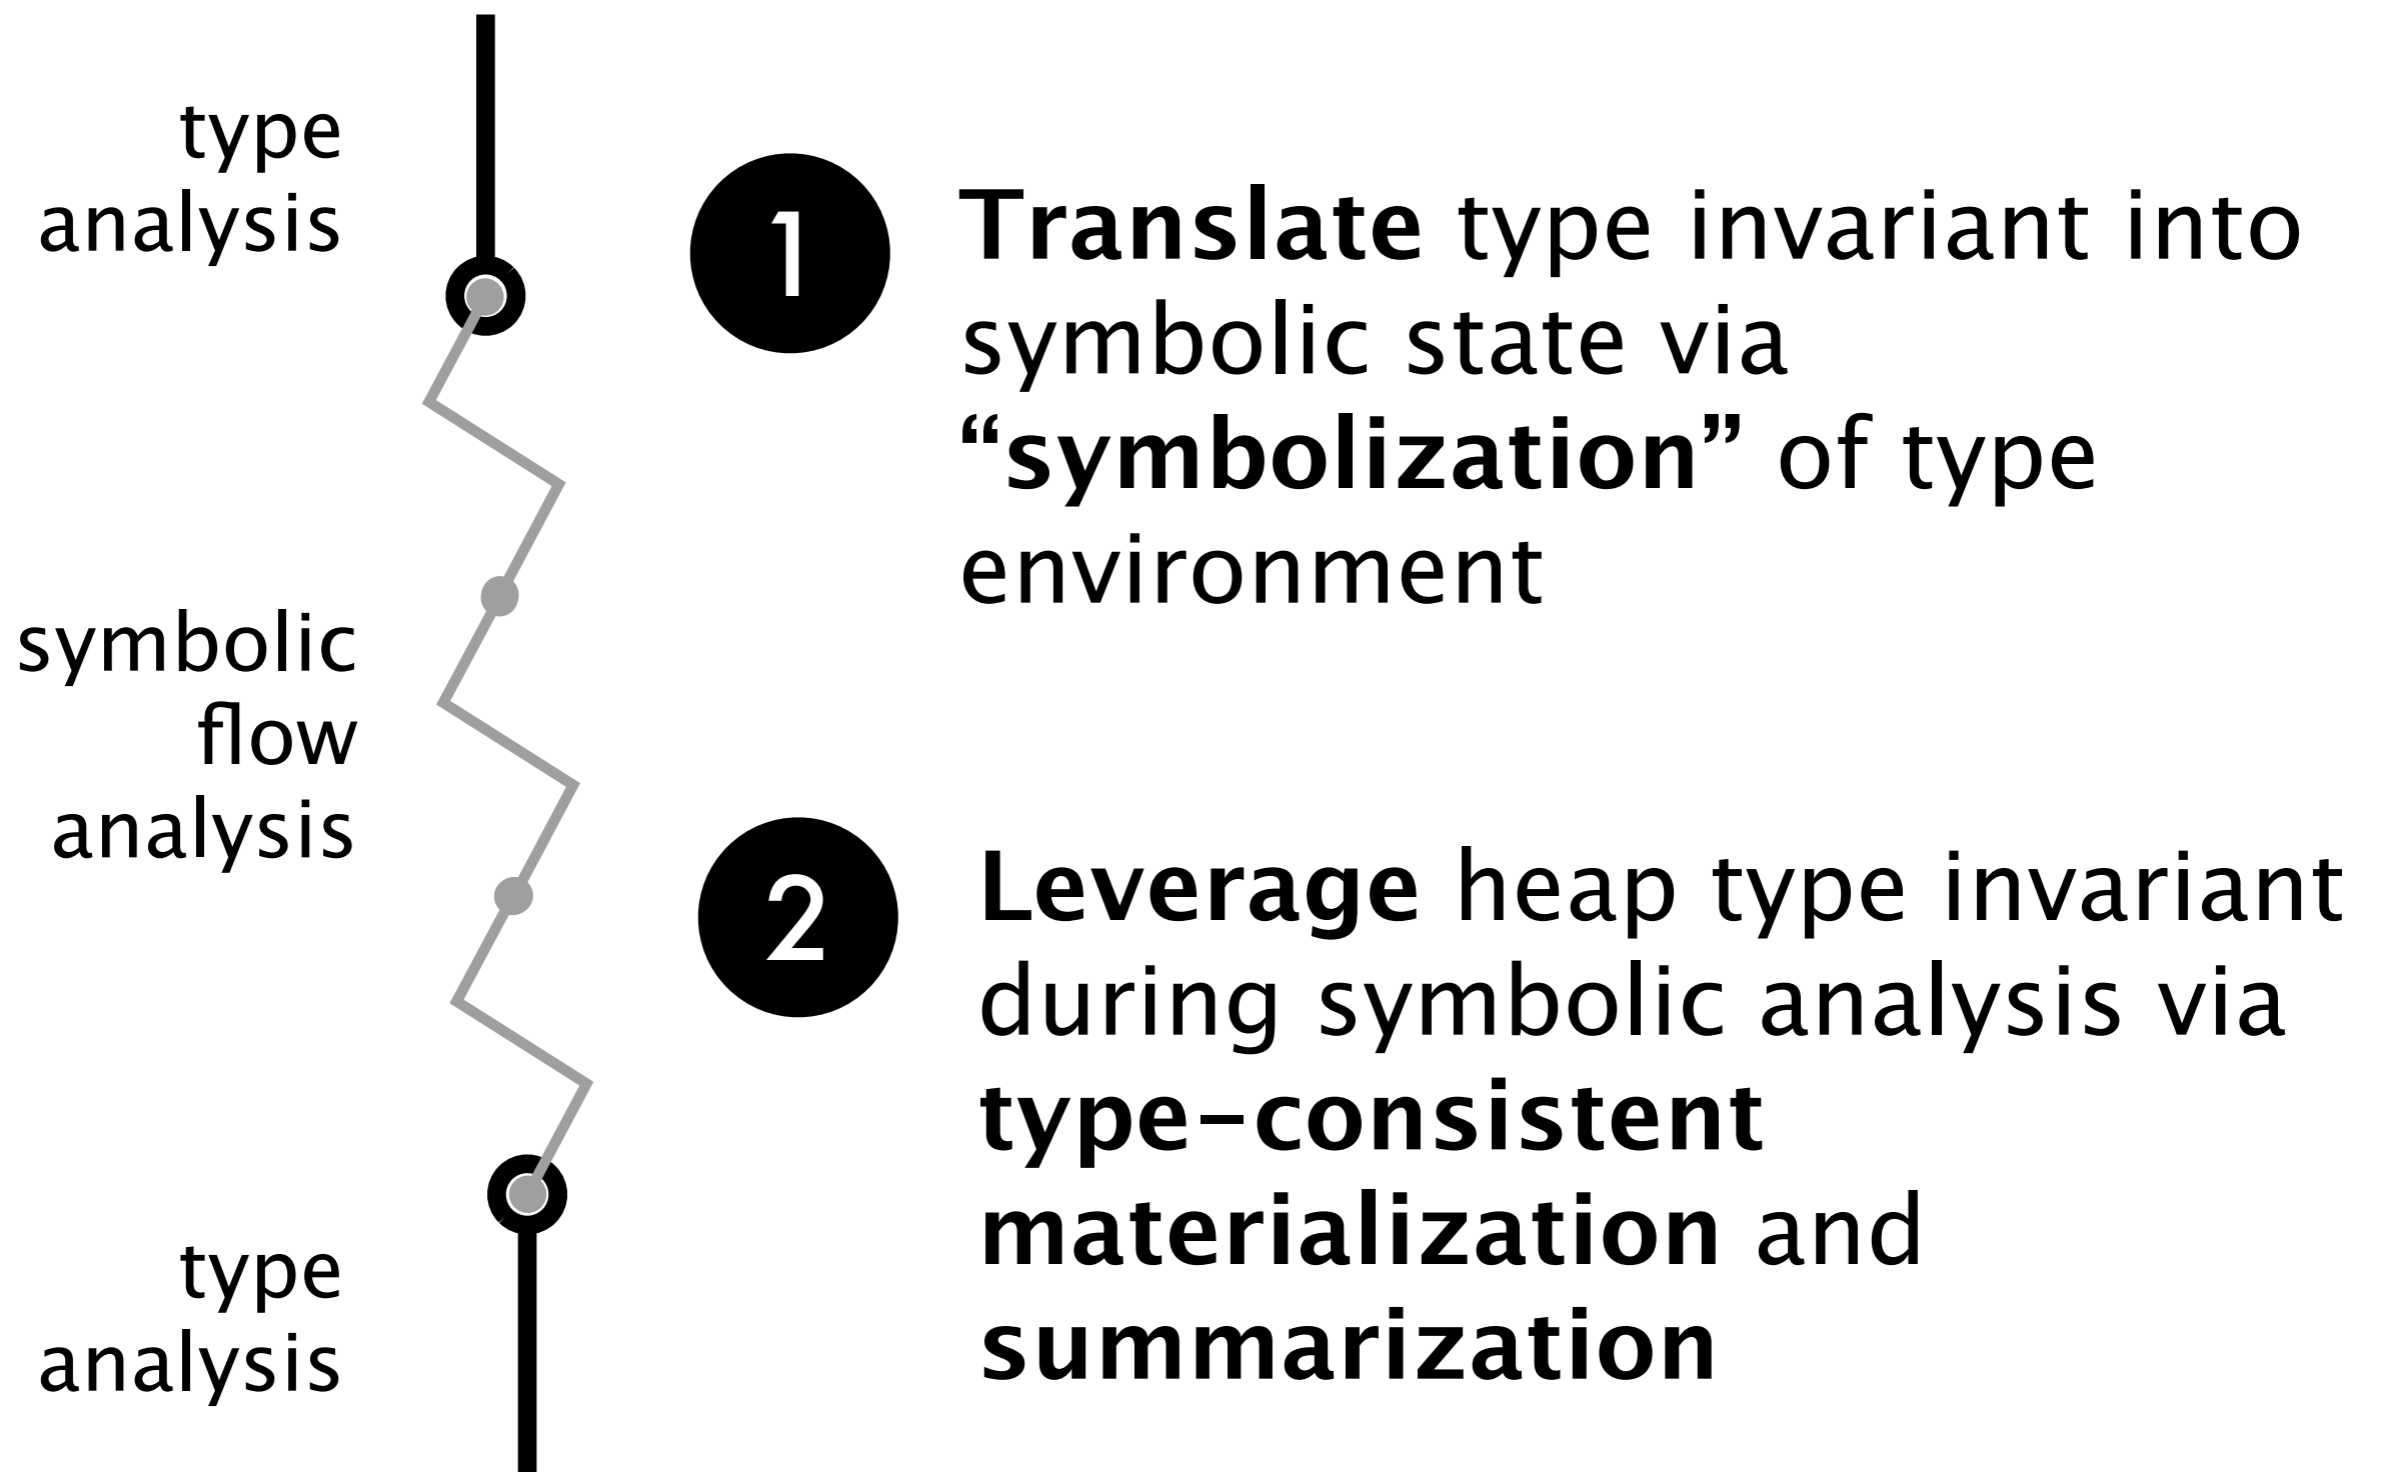 type
analysis
1
Translate type invariant into
symbolic state via
“symbolization” of type
environment
symbolic
flow
analysis
2
Leverage heap type invariant
during symbolic analysis via
type-consistent
materialization and
summarization
type
analysis